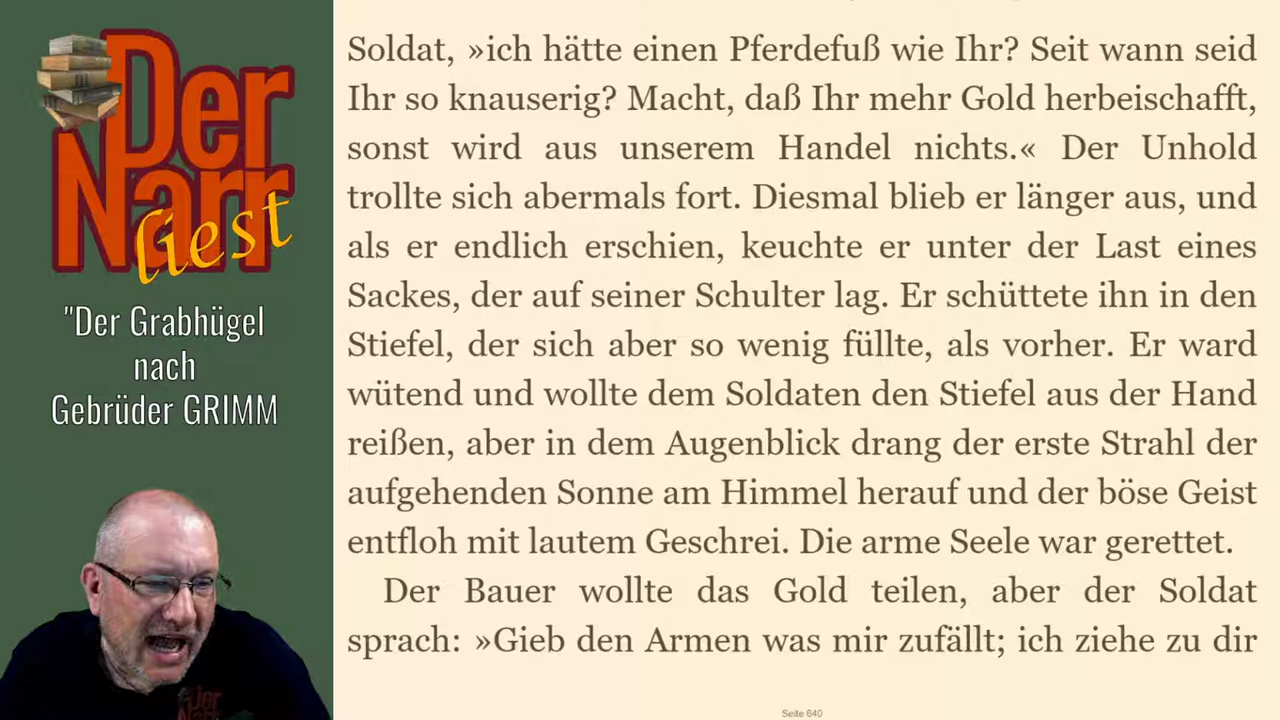 Der
Narr
liest
"Der Grabhügel
nach
Gebrüder GRIMM
Soldat, »ich hätte einen Pferdefuß wie Ihr? Seit wann seid
Ihr so knauserig? Macht, daß Ihr mehr Gold herbeischafft,
sonst wird aus unserem Handel nichts.« Der Unhold
trollte sich abermals fort. Diesmal blieb er länger aus, und
als er endlich erschien, keuchte er unter der Last eines
Sackes, der auf seiner Schulter lag. Er schüttete ihn in den
Stiefel, der sich aber so wenig füllte, als vorher. Er ward
wütend und wollte dem Soldaten den Stiefel aus der Hand
reißen, aber in dem Augenblick drang der erste Strahl der
aufgehenden Sonne am Himmel herauf und der böse Geist
entfloh mit lautem Geschrei. Die arme Seele war gerettet.
Der Bauer wollte das Gold teilen, aber der Soldat
sprach: »Gieb den Armen was mir zufällt; ich ziehe zu dir
Seite 640
Der
Narr